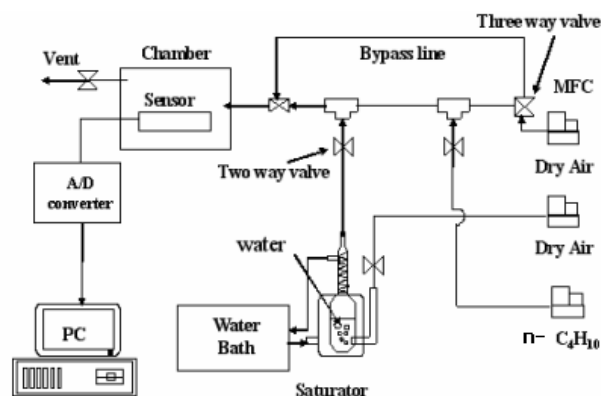 Three way valve
Chamber
Vent
Bypass line
MFC
Sensor
Dry Air
Two way valve
A/D
converter
Dry Air
water
PC
Water
Bath
n- C₄H₁₀
Saturator